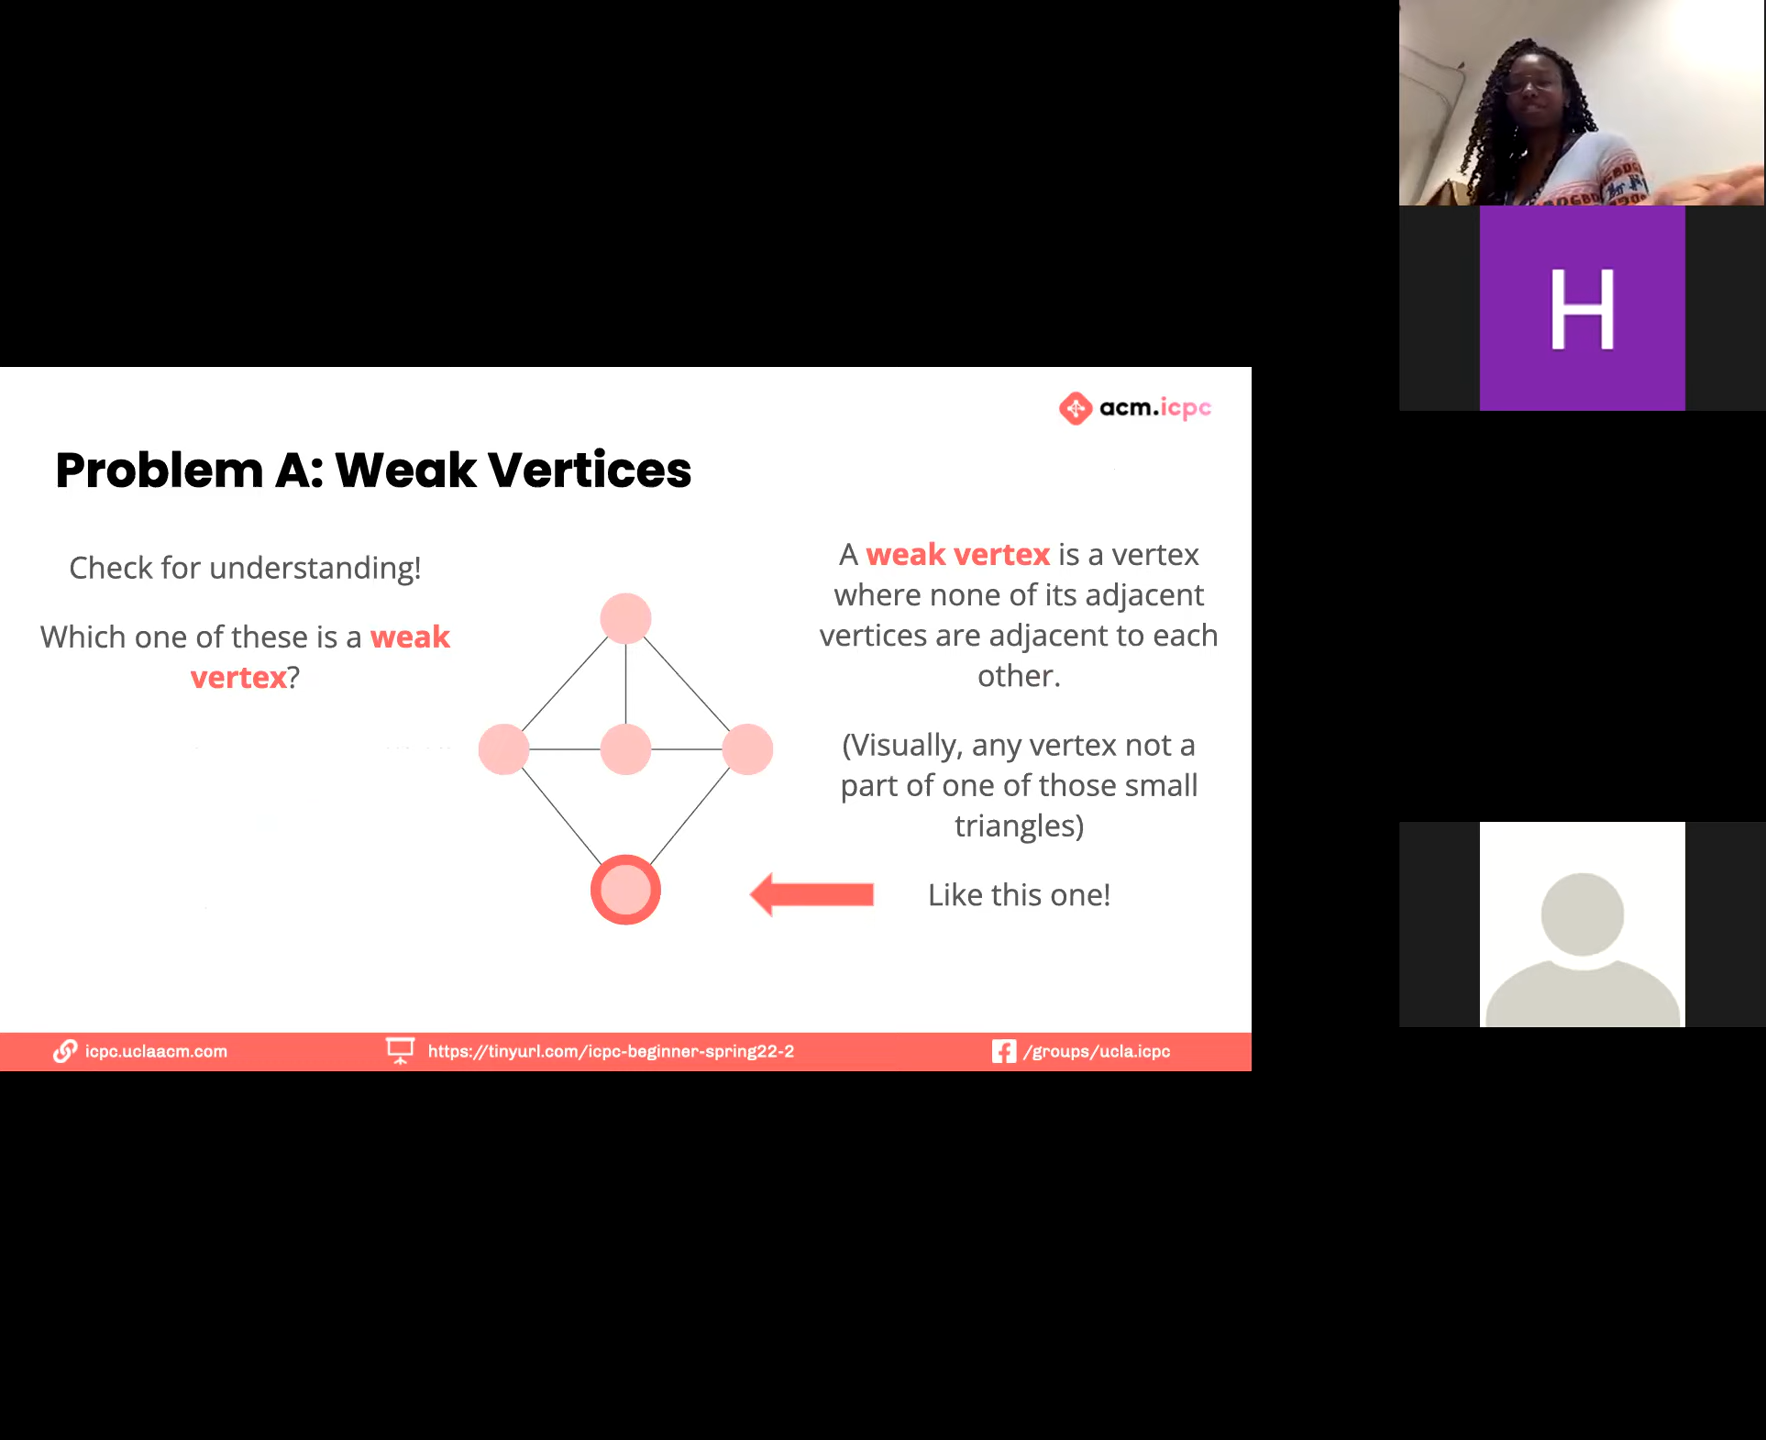 acm.icpc
Problem A: Weak Vertices
Check for understanding!
Which one of these is a weak
vertex?
A weak vertex is a vertex
where none of its adjacent
vertices are adjacent to each
other.
(Visually, any vertex not a
part of one of those small
triangles)
Like this one!
icpc.uclaacm.com
https://tinyurl.com/icpc-beginner-spring22-2
/groups/ucla.icpc
H